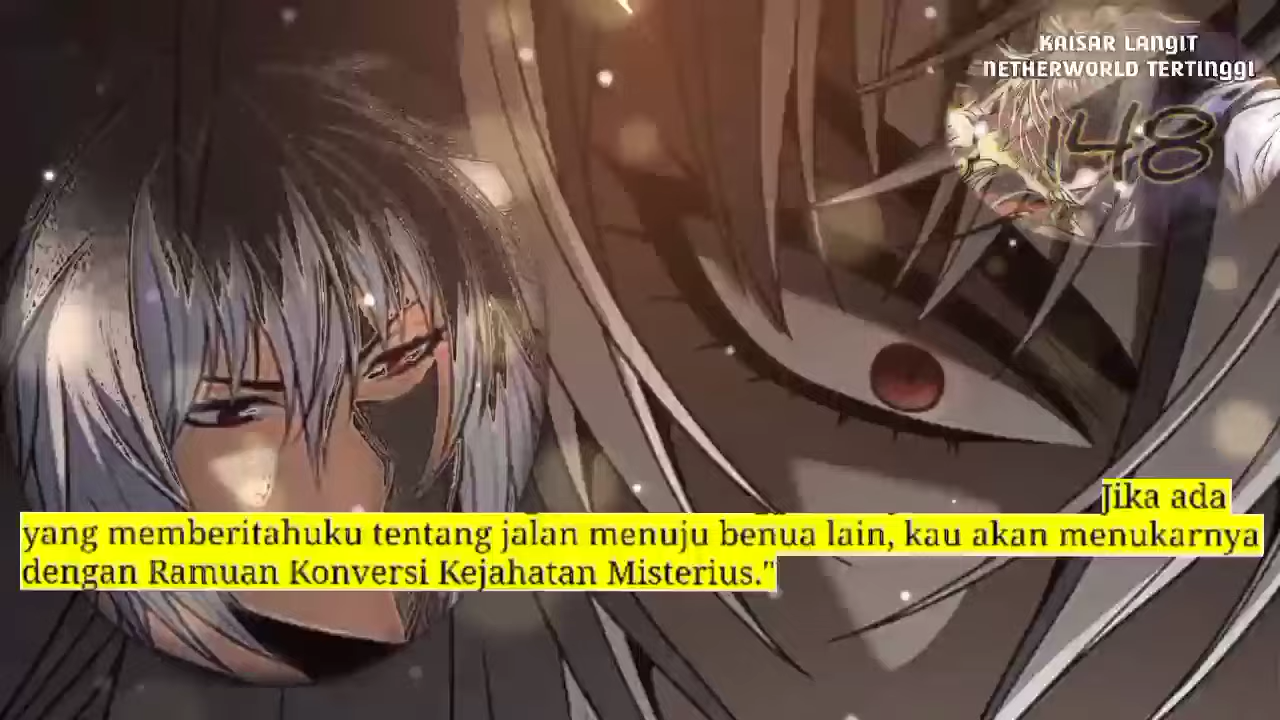 KAISAR LANGIT
NETHERWORLD TERTINGGI
148
Jika ada
yang memberitahuku tentang jalan menuju benua lain, kau akan menukarnya
dengan Ramuan Konversi Kejahatan Misterius."